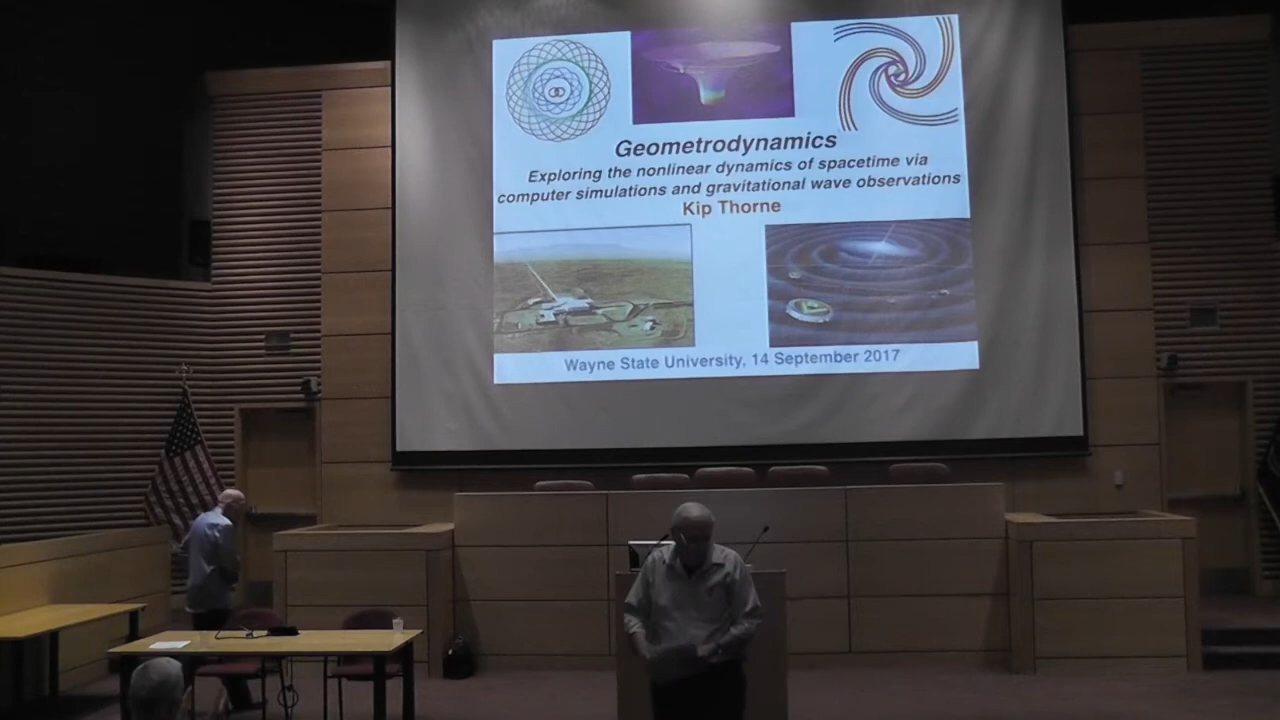 Geometrodynamics
Exploring the nonlinear dynamics of spacetime via
computer simulations and gravitational wave observations
Kip Thorne
Wayne State University, 14 September 2017